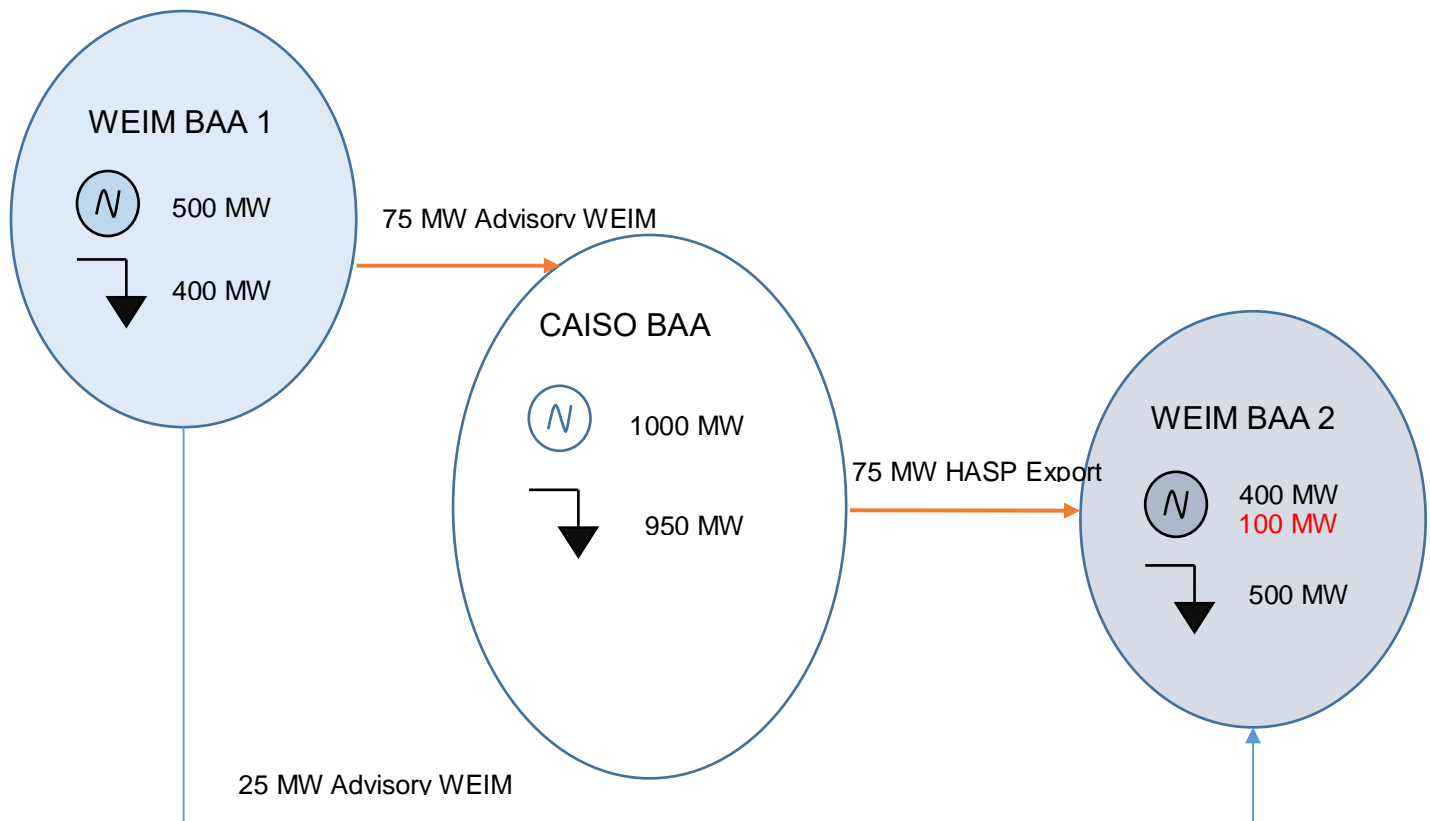 WEIM BAA 1
500 MW
400 MW
75 MW Advisory WEIM
CAISO BAA
1000 MW
950 MW
75 MW HASP Export
WEIM BAA 2
400 MW
100 MW
500 MW
25 MW Advisory WEIM